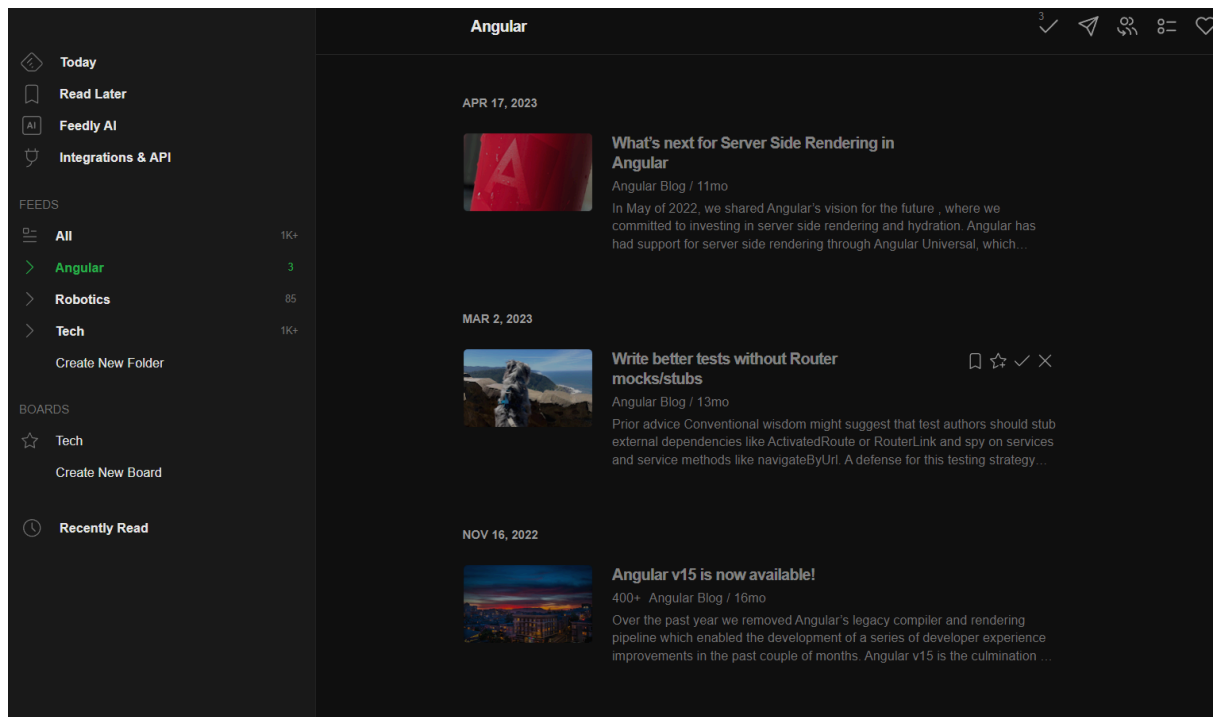 Angular
3
Today
Read Later
AI
Feedly AI
Integrations & API
FEEDS
All 1K+
Angular 3
Robotics 85
Tech 1K+
Create New Folder
BOARDS
Tech
Create New Board
Recently Read
APR 17, 2023
A
What's next for Server Side Rendering in
Angular
Angular Blog / 11mo
In May of 2022, we shared Angular's vision for the future , where we
committed to investing in server side rendering and hydration. Angular has
had support for server side rendering through Angular Universal, which…
MAR 2, 2023
Write better tests without Router
mocks/stubs
Angular Blog / 13mo
Prior advice Conventional wisdom might suggest that test authors should stub
external dependencies like ActivatedRoute or RouterLink and spy on services
and service methods like navigateByUrl. A defense for this testing strategy…
NOV 16, 2022
Angular v15 is now available!
400+ Angular Blog / 16mo
Over the past year we removed Angular's legacy compiler and rendering
pipeline which enabled the development of a series of developer experience
improvements in the past couple of months. Angular v15 is the culmination …